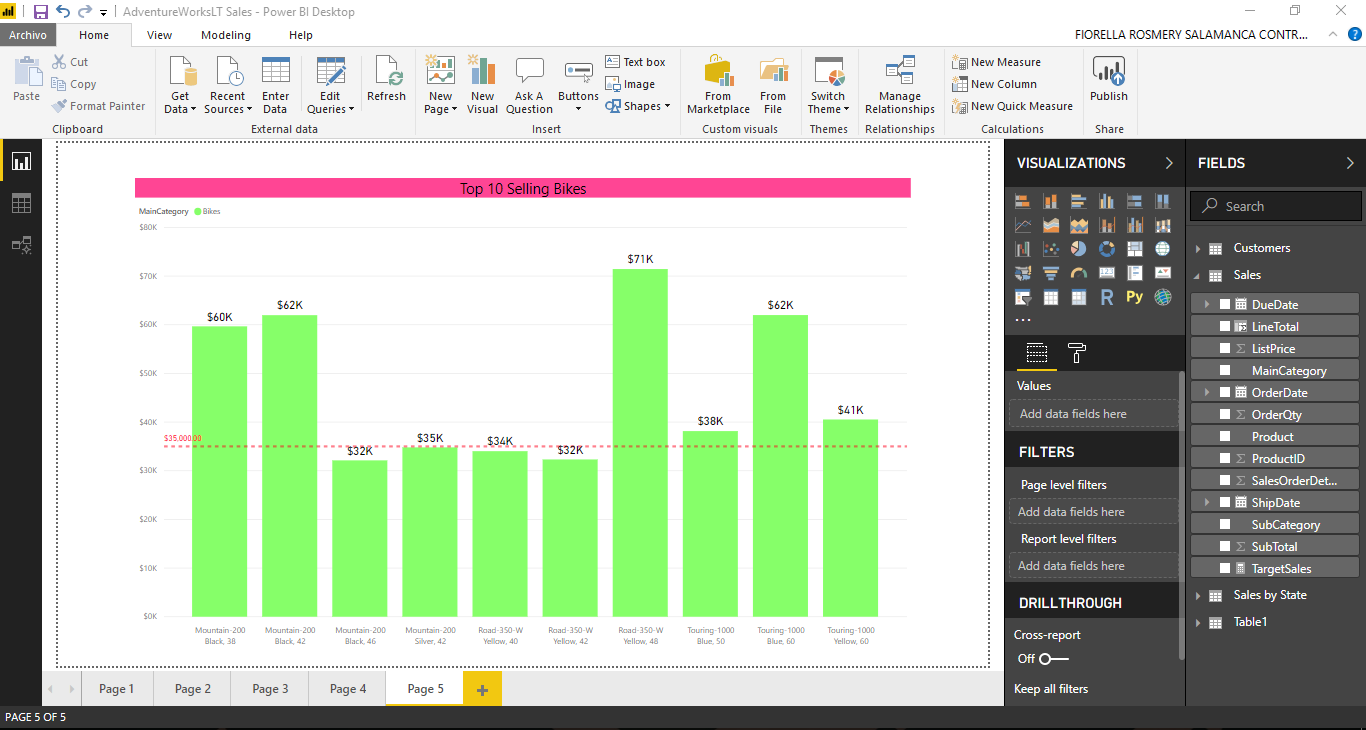 AdventureWorksLT Sales - Power BI Desktop
Archivo Home View Modeling Help FIORELLA ROSMERY SALAMANCA CONTR... ?
Paste
Cut
Copy
Format Painter
Clipboard
Get Data
Recent Sources
Enter Data
Edit Queries
Refresh
External data
New Page
New Visual
Ask A Question
Buttons
Text box
Image
Shapes
Insert
From Marketplace
From File
Custom visuals
Switch Theme
Themes
Manage Relationships
Relationships
New Measure
New Column
New Quick Measure
Calculations
Publish
Share
Top 10 Selling Bikes
MainCategory Bikes
$80K
$70K
$60K
$50K
$40K
$30K
$20K
$10K
$0K
$35,000.00
$60K
$62K
$32K
$35K
$34K
$32K
$71K
$38K
$62K
$41K
Mountain-200 Black, 38
Mountain-200 Black, 42
Mountain-200 Black, 46
Mountain-200 Silver, 42
Road-350-W Yellow, 40
Road-350-W Yellow, 42
Road-350-W Yellow, 48
Touring-1000 Blue, 50
Touring-1000 Blue, 60
Touring-1000 Yellow, 60
VISUALIZATIONS
123
R
Py
...
Values
Add data fields here
FILTERS
Page level filters
Add data fields here
Report level filters
Add data fields here
DRILLTHROUGH
Cross-report
Off
Keep all filters
FIELDS
Search
Customers
Sales
DueDate
LineTotal
ListPrice
MainCategory
OrderDate
OrderQty
Product
ProductID
SalesOrderDet...
ShipDate
SubCategory
SubTotal
TargetSales
Sales by State
Table1
Page 1 Page 2 Page 3 Page 4 Page 5
PAGE 5 OF 5